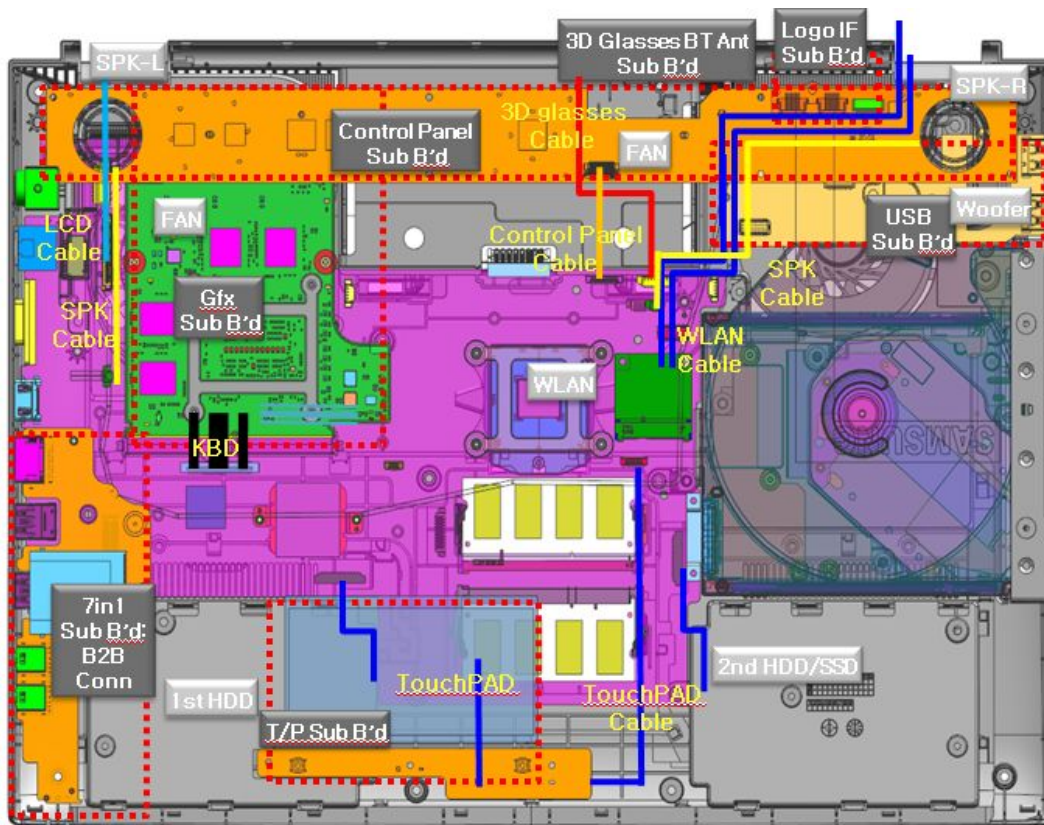 SPK-L
3D Glasses BT Ant
Sub B'd
Logo IF
Sub B'd
SPK-R
3D glasses
Cable
Control Panel
Sub B'd
FAN
FAN
LCD
Cable
Control Panel
Cable
USB
Sub B'd
Woofer
SPK
Cable
Gfx
Sub B'd
SPK
Cable
WLAN
Cable
WLAN
KBD
SAMSU
7in1
Sub B'd:
B2B
Conn
1st HDD
TouchPAD
TouchPAD
Cable
2nd HDD/SSD
T/P Sub B'd